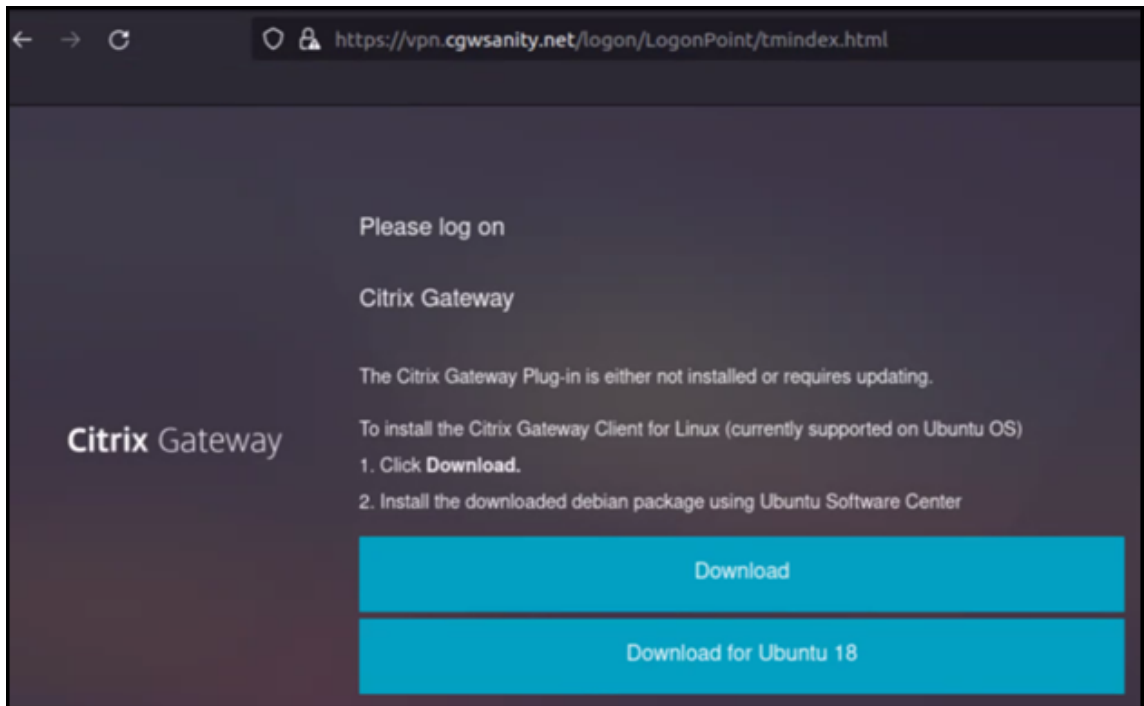 https://vpn.cgwsanity.net/logon/LogonPoint/tmindex.html
Please log on
Citrix Gateway
The Citrix Gateway Plug-in is either not installed or requires updating.
Citrix Gateway
To install the Citrix Gateway Client for Linux (currently supported on Ubuntu OS)
1. Click Download.
2. Install the downloaded debian package using Ubuntu Software Center
Download
Download for Ubuntu 18